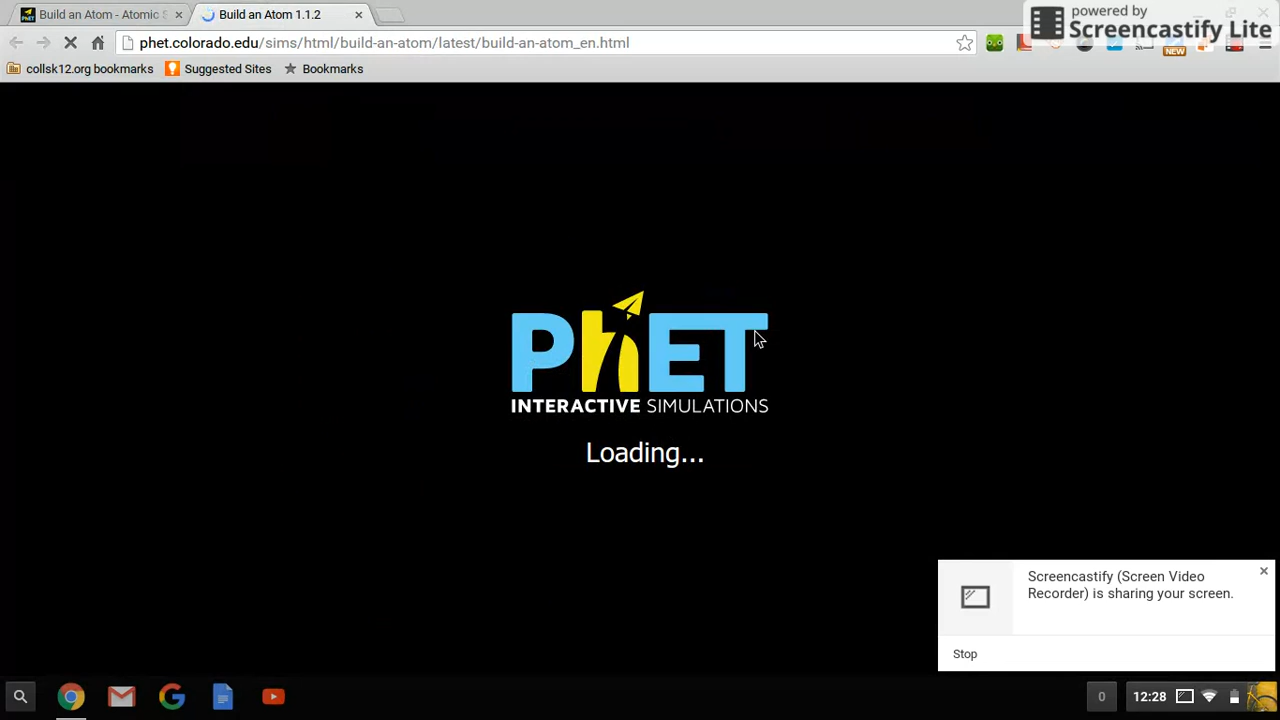 powered by
Screencastify Lite
Build an Atom - Atomic S
Build an Atom 1.1.2
phet.colorado.edu/sims/html/build-an-atom/latest/build-an-atom_en.html
NEW
collsk12.org bookmarks
Suggested Sites
Bookmarks
PhET
INTERACTIVE SIMULATIONS
Loading...
Screencastify (Screen Video
Recorder) is sharing your screen.
Stop
0
12:28